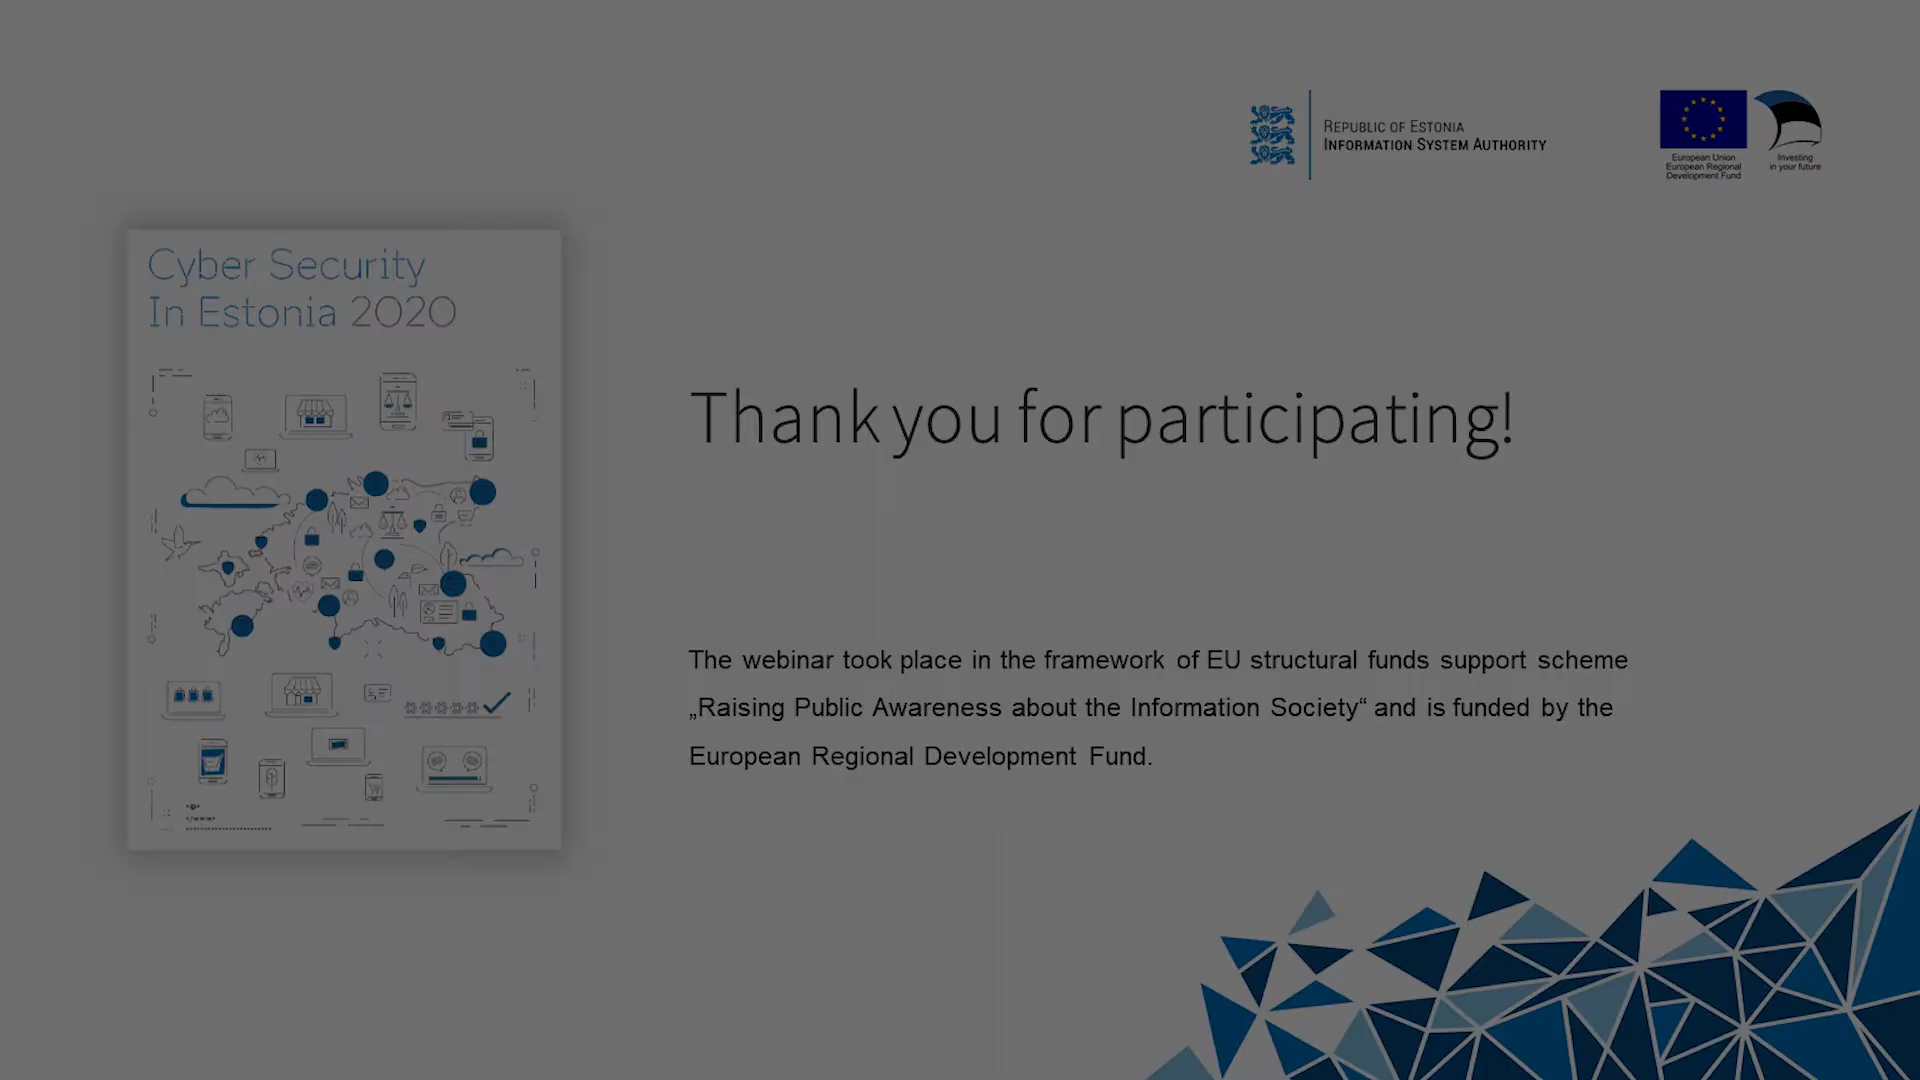 REPUBLIC OF ESTONIA
INFORMATION SYSTEM AUTHORITY
European Union
European Regional
Development Fund
Investing
in your future
Cyber Security
In Estonia 2020
Thank you for participating!
The webinar took place in the framework of EU structural funds support scheme
„Raising Public Awareness about the Information Society“ and is funded by the
European Regional Development Fund.